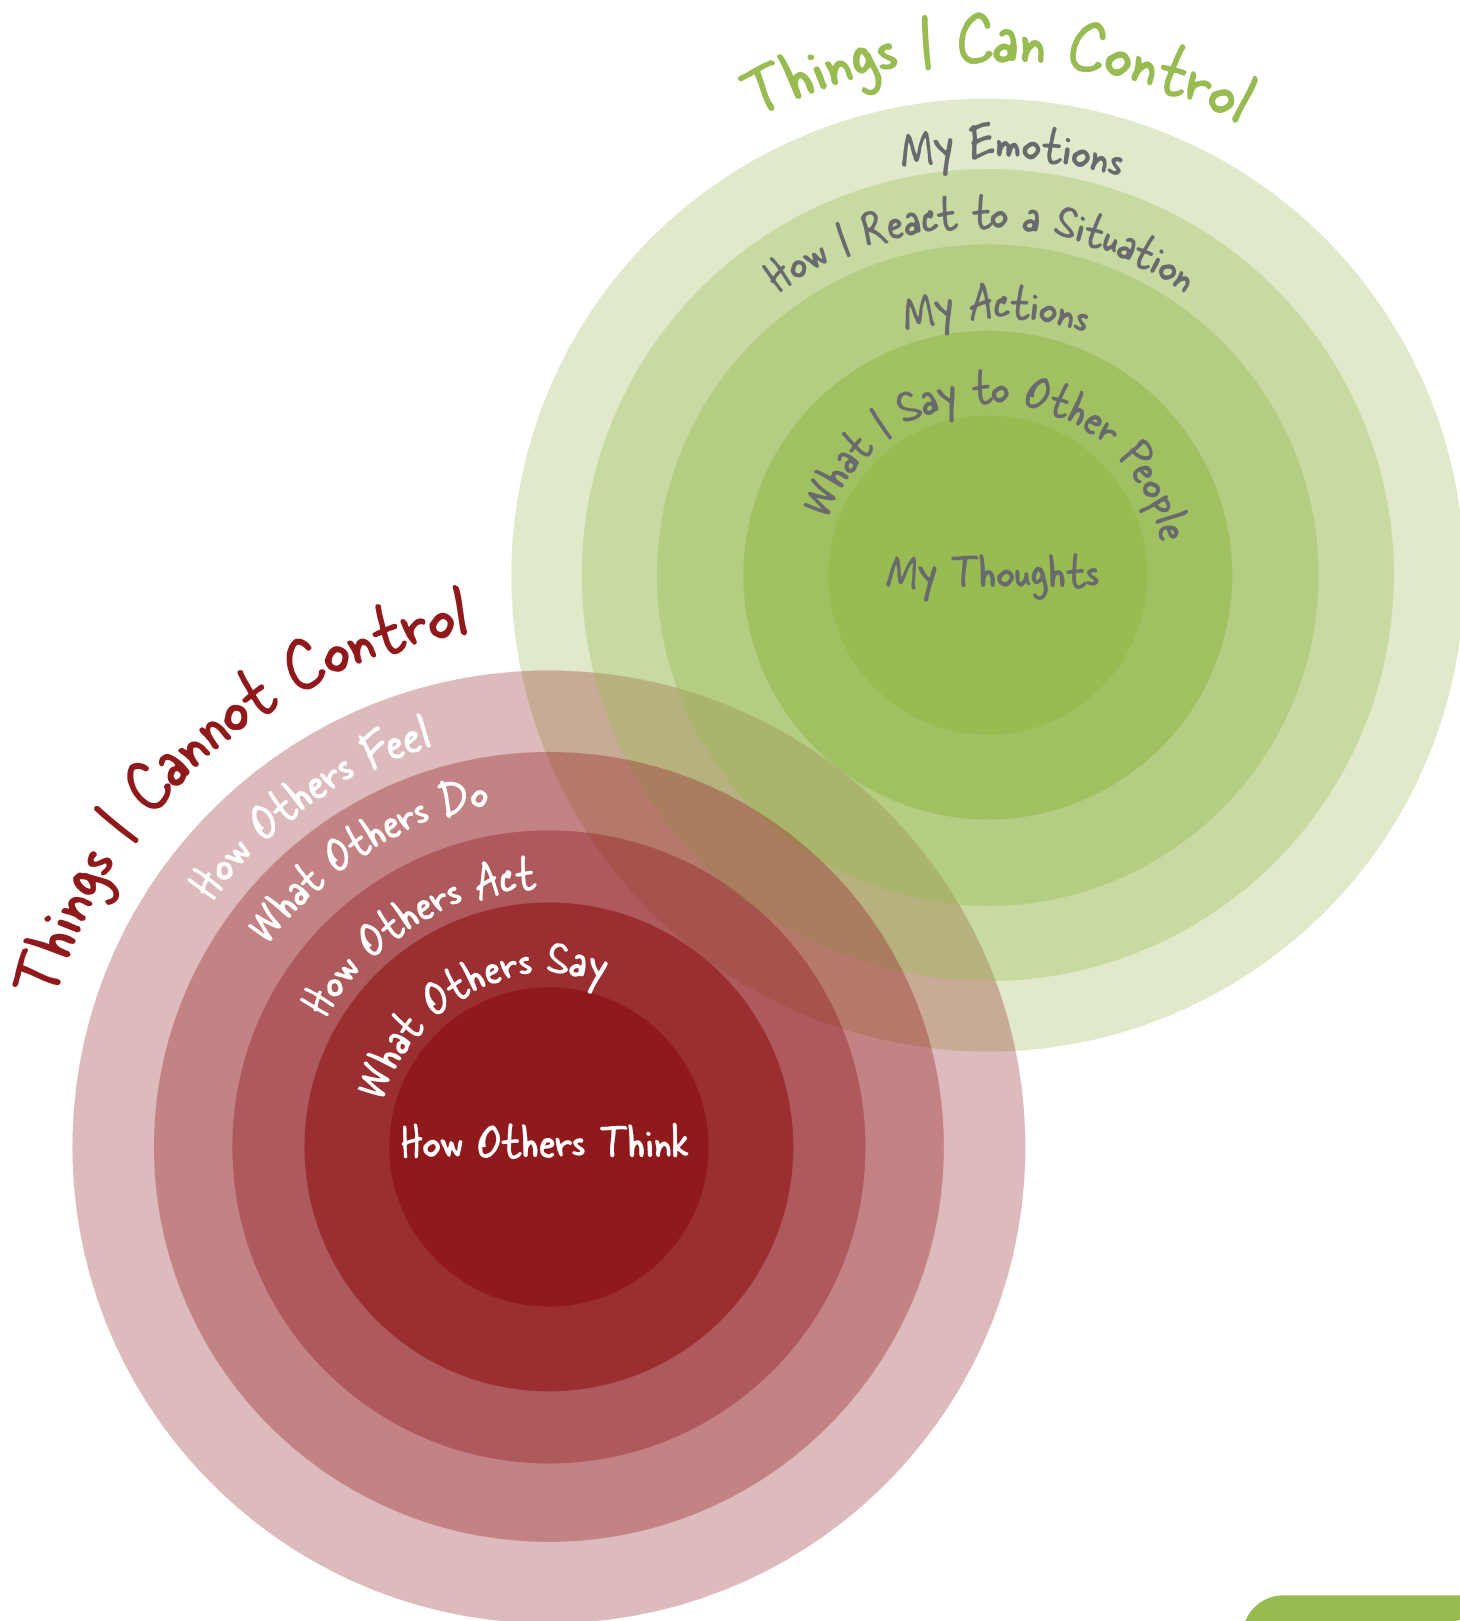 Things I Can Control
My Emotions
How I React to a Situation
My Actions
What I Say to Other People
My Thoughts
Things I Cannot Control
How Others Feel
What Others Do
How Others Act
What Others Say
How Others Think